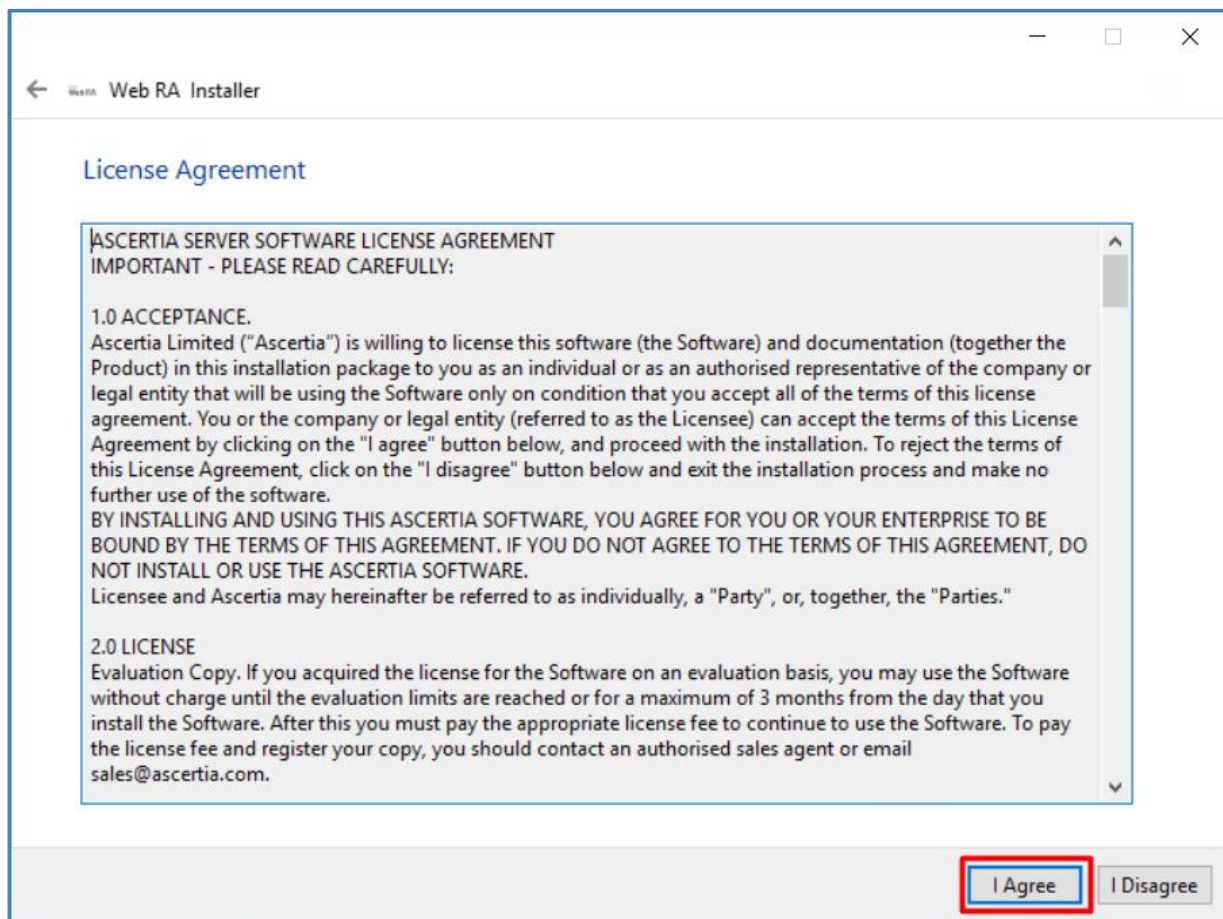 Web RA Installer
License Agreement
ASCERTIA SERVER SOFTWARE LICENSE AGREEMENT
IMPORTANT - PLEASE READ CAREFULLY:
1.0 ACCEPTANCE.
Ascertia Limited (“Ascertia”) is willing to license this software (the Software) and documentation (together the
Product) in this installation package to you as an individual or as an authorised representative of the company or
legal entity that will be using the Software only on condition that you accept all of the terms of this license
agreement. You or the company or legal entity (referred to as the Licensee) can accept the terms of this License
Agreement by clicking on the "I agree" button below, and proceed with the installation. To reject the terms of
this License Agreement, click on the "I disagree" button below and exit the installation process and make no
further use of the software.
BY INSTALLING AND USING THIS ASCERTIA SOFTWARE, YOU AGREE FOR YOU OR YOUR ENTERPRISE TO BE
BOUND BY THE TERMS OF THIS AGREEMENT. IF YOU DO NOT AGREE TO THE TERMS OF THIS AGREEMENT, DO
NOT INSTALL OR USE THE ASCERTIA SOFTWARE.
Licensee and Ascertia may hereinafter be referred to as individually, a "Party", or, together, the "Parties."
2.0 LICENSE
Evaluation Copy. If you acquired the license for the Software on an evaluation basis, you may use the Software
without charge until the evaluation limits are reached or for a maximum of 3 months from the day that you
install the Software. After this you must pay the appropriate license fee to continue to use the Software. To pay
the license fee and register your copy, you should contact an authorised sales agent or email
sales@ascertia.com.
I Agree
I Disagree